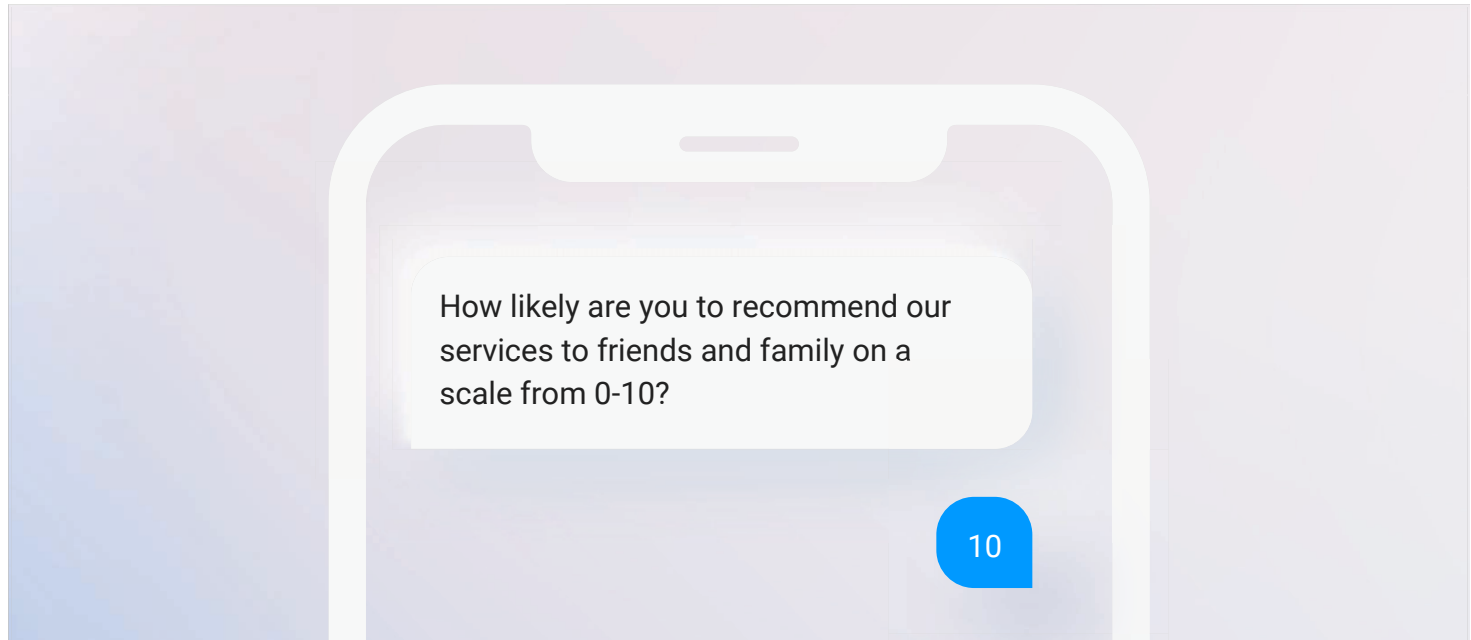 How likely are you to recommend our
services to friends and family on a
scale from 0-10?
10